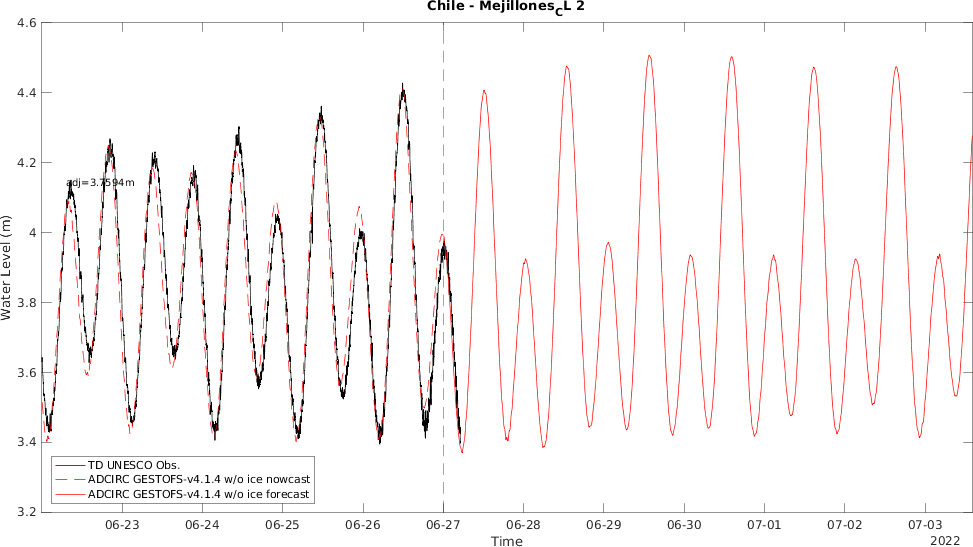 Chile - Mejillones_CL 2
4.6
4.4
4.2
4
3.8
3.6
3.4
3.2
Water Level (m)
adj=3.7594m
TD UNESCO Obs.
ADCIRC GESTOFS-v4.1.4 w/o ice nowcast
ADCIRC GESTOFS-v4.1.4 w/o ice forecast
06-23 06-24 06-25 06-26 06-27 06-28 06-29 06-30 07-01 07-02 07-03
Time
2022